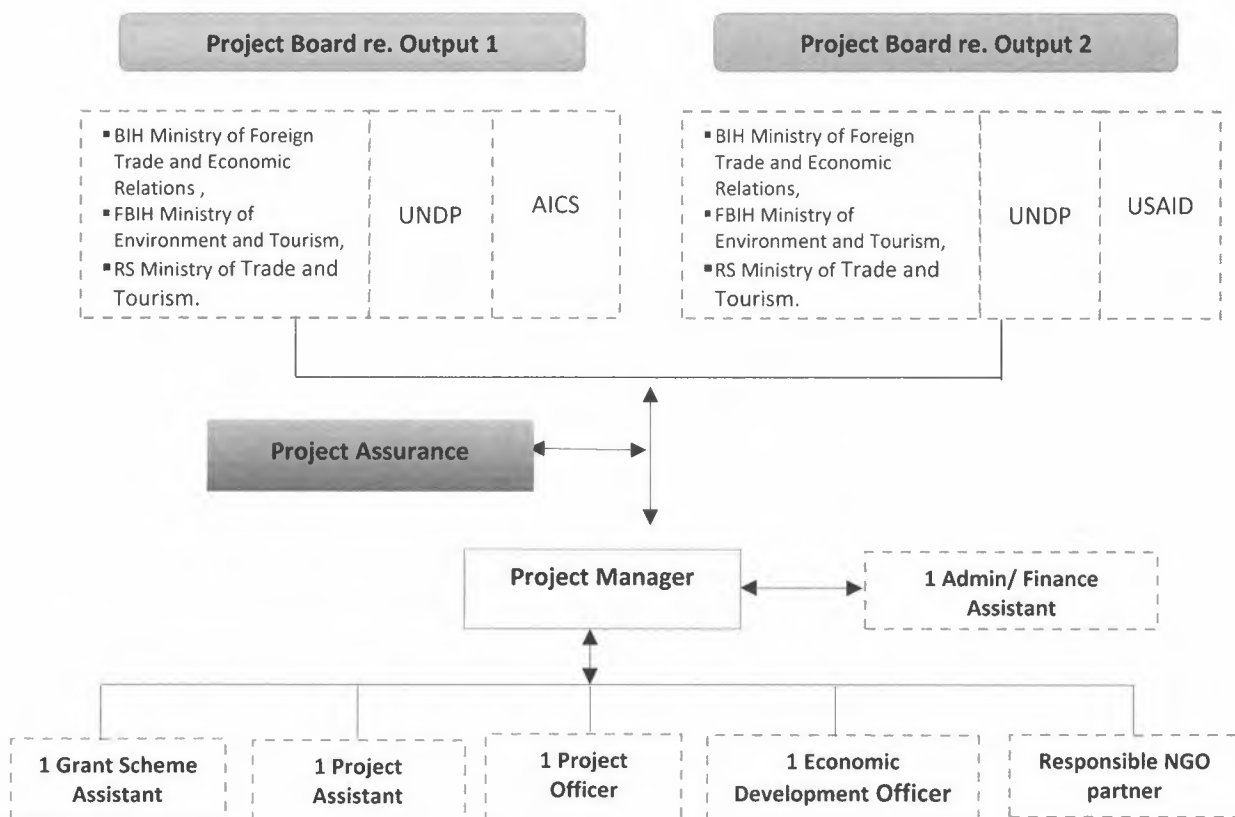 Project Board re. Output 1
Project Board re. Output 2
▪ BIH Ministry of Foreign
Trade and Economic
Relations ,
▪ FBIH Ministry of
Environment and Tourism,
▪ RS Ministry of Trade and
Tourism.
UNDP
AICS
▪ BIH Ministry of Foreign
Trade and Economic
Relations,
▪ FBIH Ministry of
Environment and Tourism,
▪ RS Ministry of Trade and
Tourism.
UNDP
USAID
Project Assurance
Project Manager
1 Admin/ Finance
Assistant
1 Grant Scheme
Assistant
1 Project
Assistant
1 Project
Officer
1 Economic
Development Officer
Responsible NGO
partner